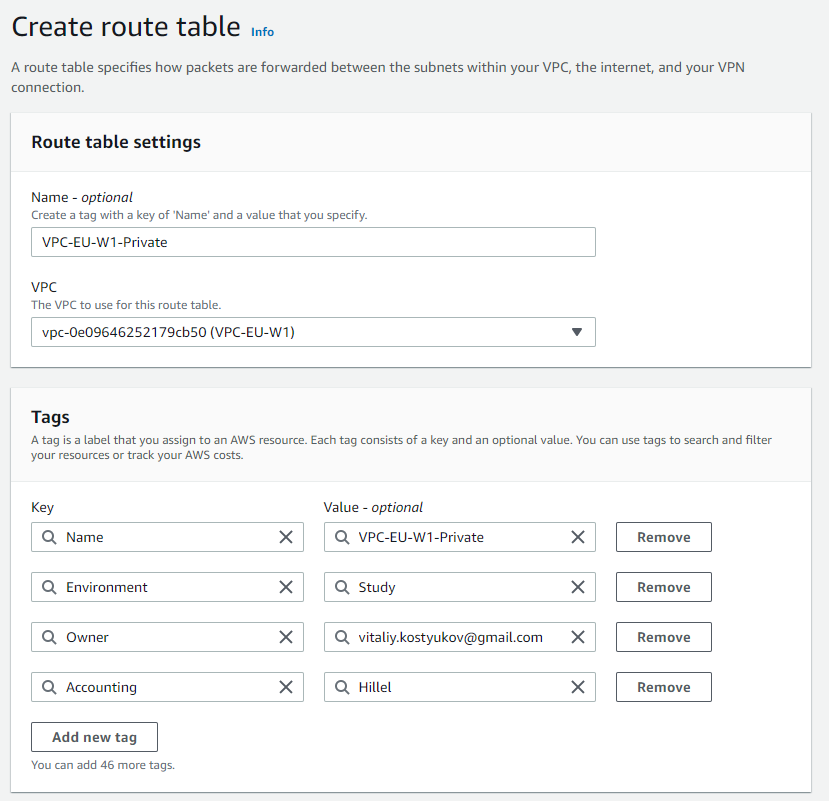 Create route table Info
A route table specifies how packets are forwarded between the subnets within your VPC, the internet, and your VPN
connection.
Route table settings
Name - optional
Create a tag with a key of 'Name' and a value that you specify.
VPC-EU-W1-Private
VPC
The VPC to use for this route table.
vpc-0e09646252179cb50 (VPC-EU-W1)
Tags
A tag is a label that you assign to an AWS resource. Each tag consists of a key and an optional value. You can use tags to search and filter
your resources or track your AWS costs.
Key Value - optional
Name VPC-EU-W1-Private Remove
Environment Study Remove
Owner vitaliy.kostyukov@gmail.com Remove
Accounting Hillel Remove
Add new tag
You can add 46 more tags.